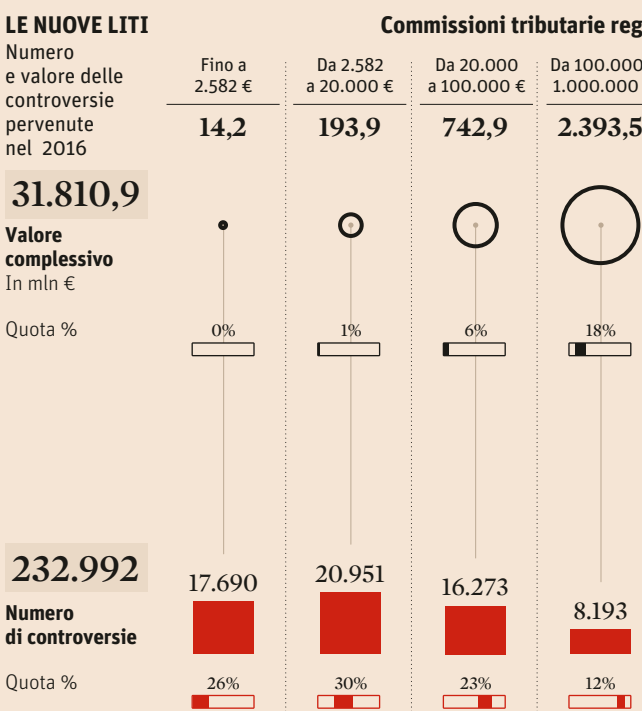 LE NUOVE LITI
Numero
e valore delle
controversie
pervenute
nel 2016
31.810,9
Valore
complessivo
In mln €
Quota %
232.992
Numero
di controversie
Quota %
Commissioni tributarie reg
Fino a
2.582 €
14,2
0%
17.690
26%
Da 2.582
a 20.000 €
193,9
1%
20.951
30%
Da 20.000
a 100.000 €
742,9
6%
16.273
23%
Da 100.000
1.000.000
2.393,5
18%
8.193
12%